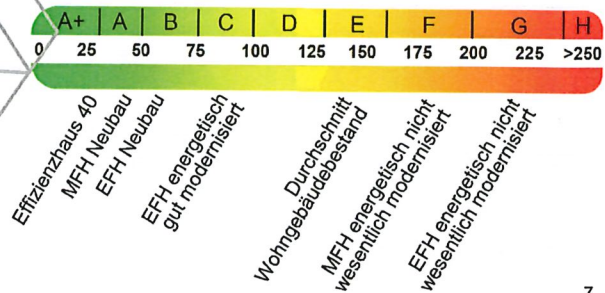 A+ A B C D E F G H
0 25 50 75 100 125 150 175 200 225 >250
Effizienzhaus 40
MFH Neubau
EFH Neubau
EFH energetisch
gut modernisiert
Durchschnitt
Wohngebäudebestand
MFH energetisch nicht
wesentlich modernisiert
EFH energetisch nicht
wesentlich modernisiert